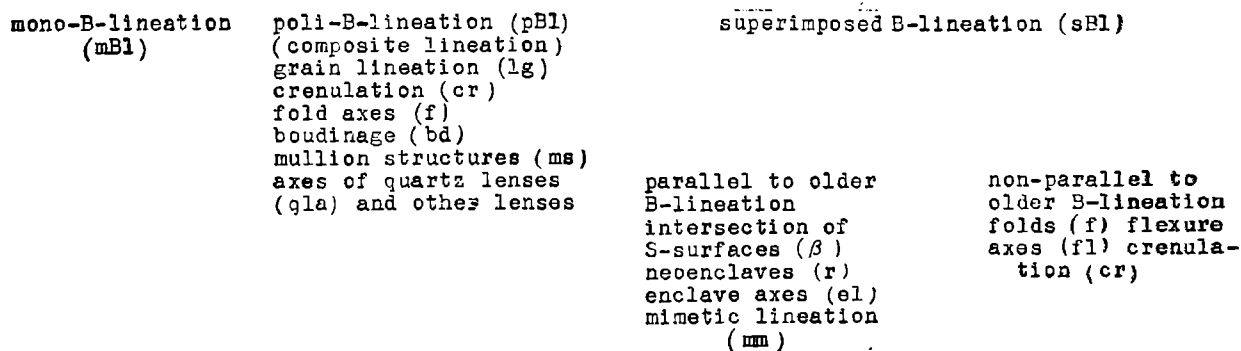 mono-B-lineation
(mBl)
poli-B-lineation (pBl)
(composite lineation)
grain lineation (lg)
crenulation (cr)
fold axes (f)
boudinage (bd)
mullion structures (ms)
axes of quartz lenses
(qla) and other lenses
superimposed B-lineation (sBl)
parallel to older
B-lineation
intersection of
S-surfaces (β)
neoenclaves (r)
enclave axes (el)
mimetic lineation
(mm)
non-parallel to
older B-lineation
folds (f) flexure
axes (fl) crenula-
tion (cr)